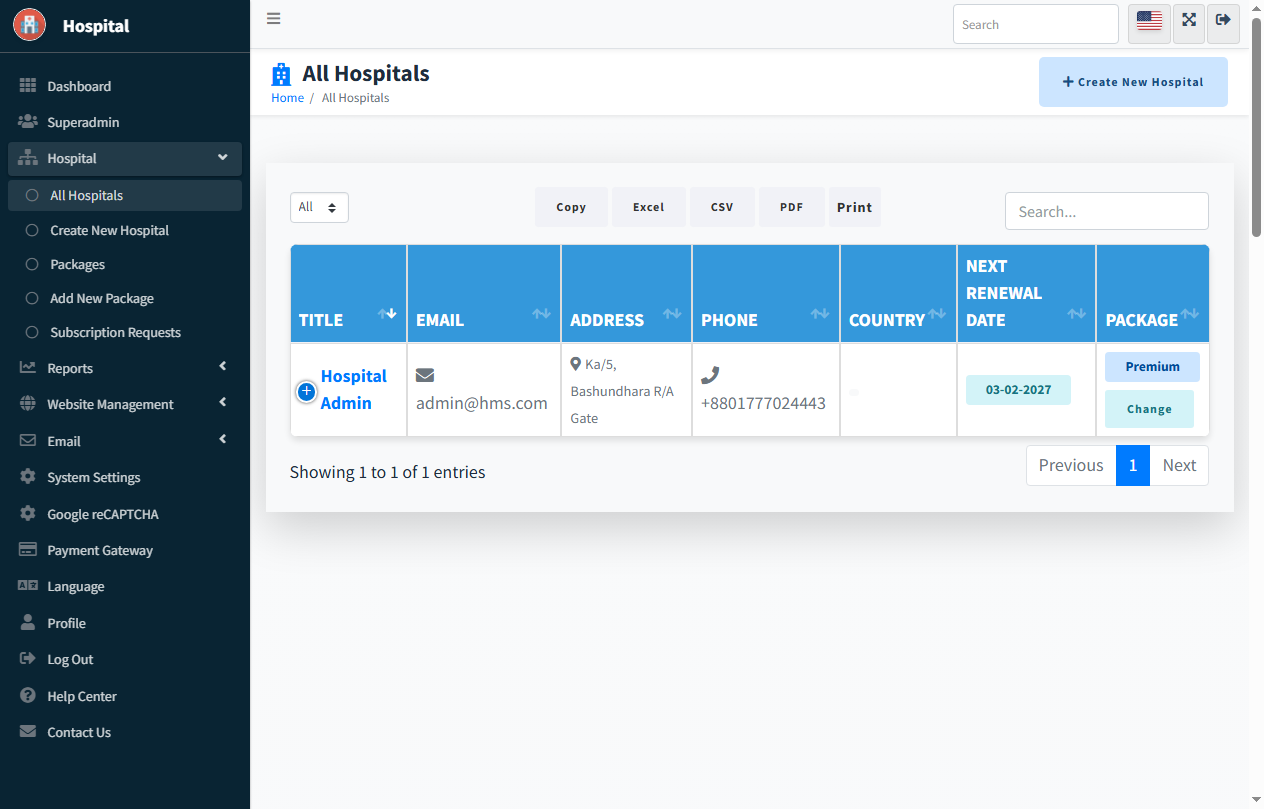 Hospital
Dashboard
Superadmin
Hospital
All Hospitals
Create New Hospital
Packages
Add New Package
Subscription Requests
Reports
Website Management
Email
System Settings
Google reCAPTCHA
Payment Gateway
Language
Profile
Log Out
Help Center
Contact Us
Search
All Hospitals
Home / All Hospitals
+ Create New Hospital
All
Copy Excel CSV PDF Print
Search...
TITLE EMAIL ADDRESS PHONE COUNTRY NEXT RENEWAL DATE PACKAGE
Hospital Admin
admin@hms.com
Ka/5,
Bashundhara R/A
Gate
+8801777024443
03-02-2027
Premium
Change
Showing 1 to 1 of 1 entries
Previous 1 Next